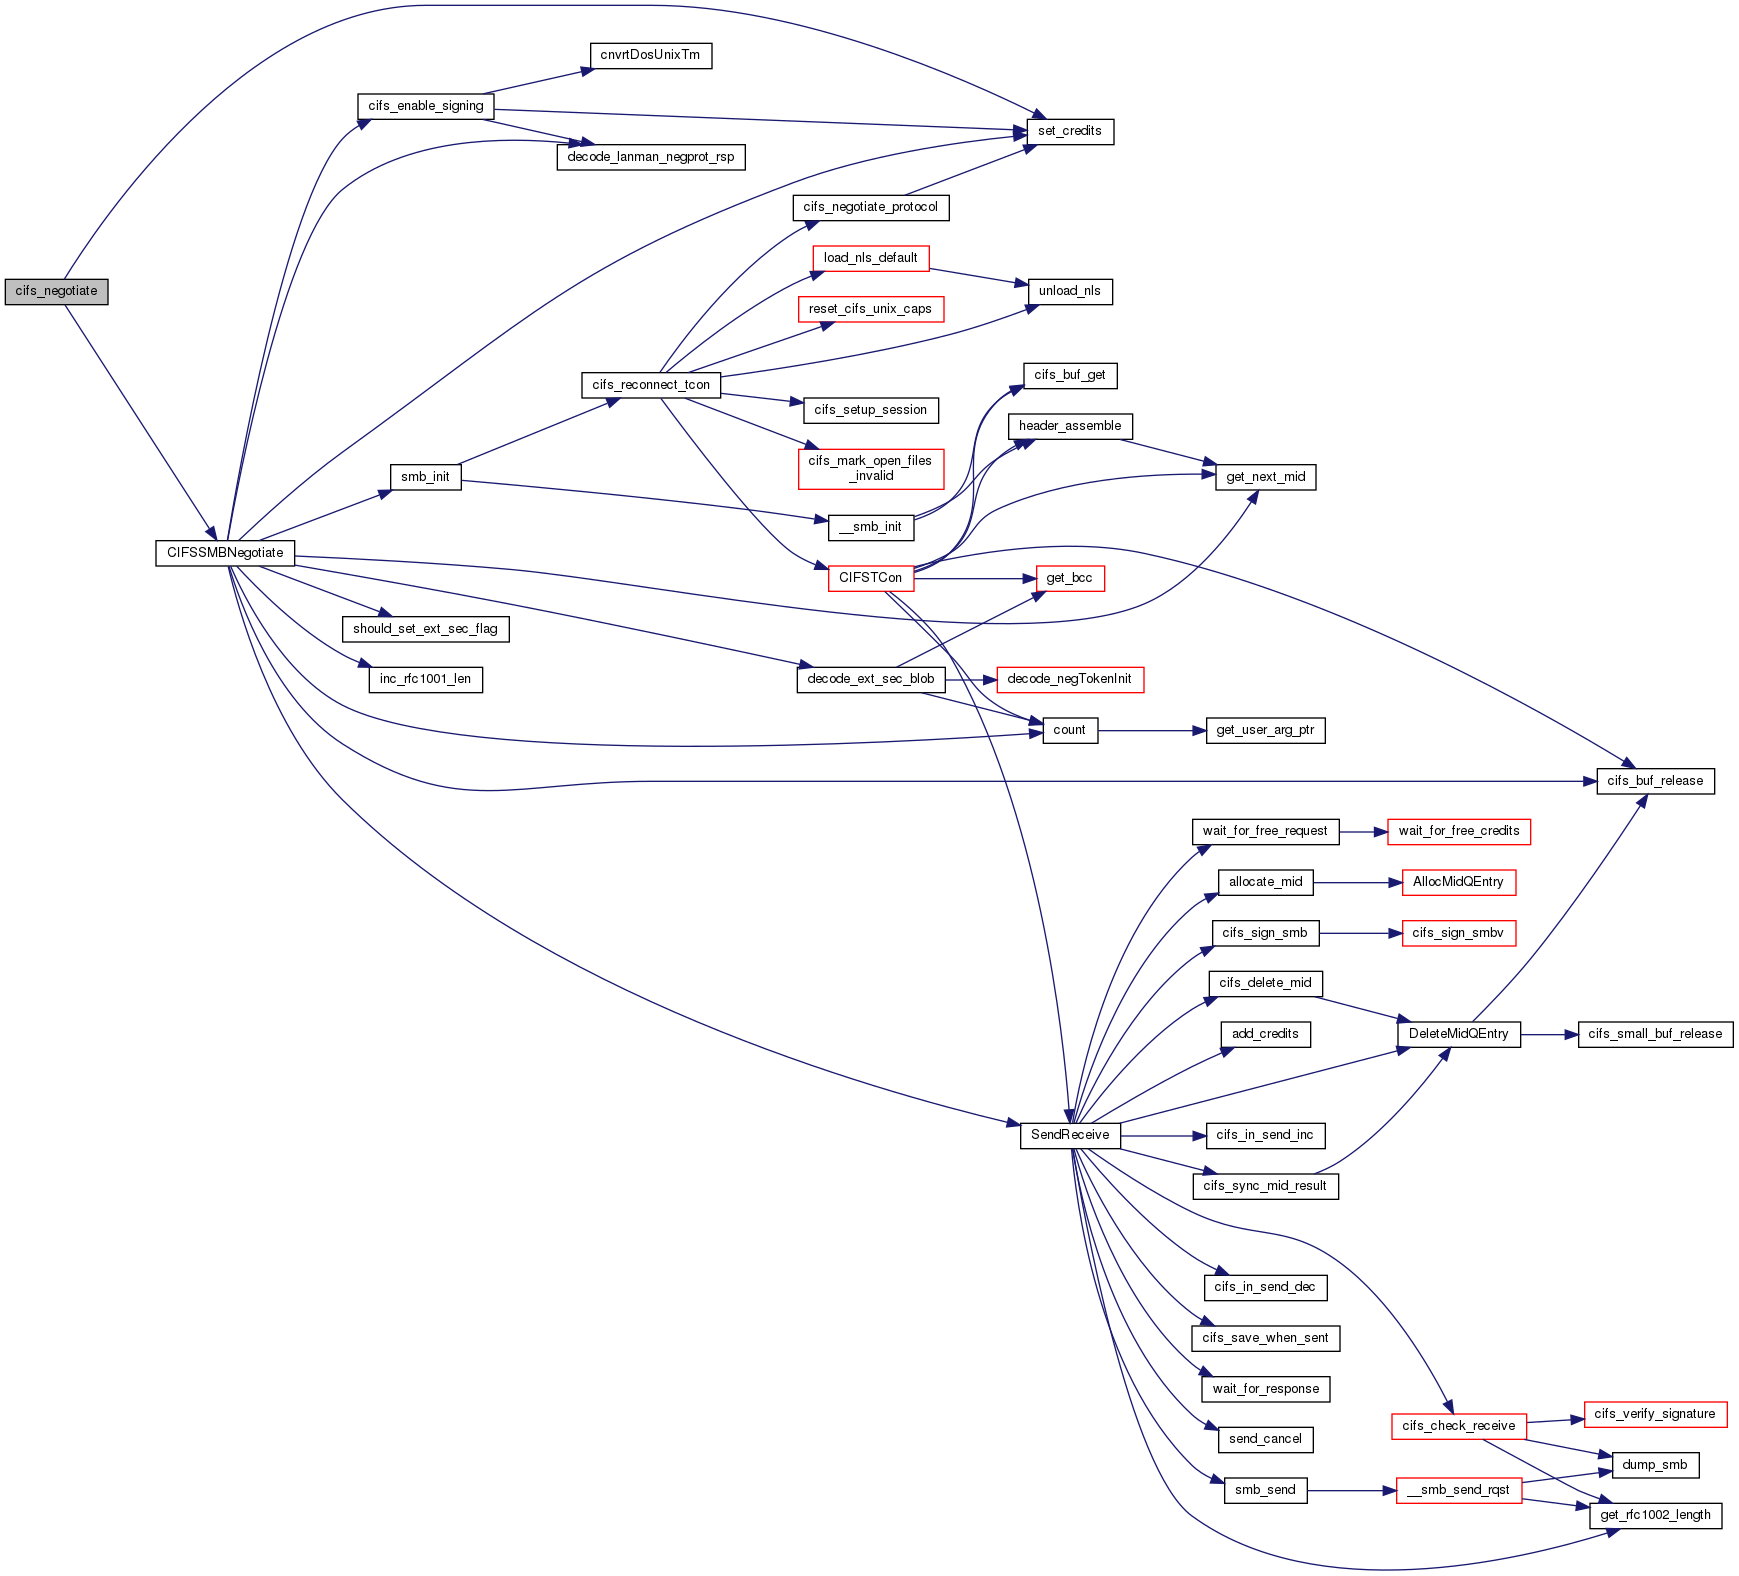 cnvrtDosUnixTm
cifs_enable_signing
set_credits
decode_lanman_negprot_rsp
cifs_negotiate_protocol
load_nls_default
cifs_negotiate
unload_nls
reset_cifs_unix_caps
cifs_buf_get
cifs_reconnect_tcon
cifs_setup_session
header_assemble
cifs_mark_open_files
_invalid
smb_init
get_next_mid
__smb_init
CIFSSMBNegotiate
CIFSTCon
get_bcc
should_set_ext_sec_flag
inc_rfc1001_len
decode_ext_sec_blob
decode_negTokenInit
count
get_user_arg_ptr
cifs_buf_release
wait_for_free_request
wait_for_free_credits
allocate_mid
AllocMidQEntry
cifs_sign_smb
cifs_sign_smbv
cifs_delete_mid
add_credits
DeleteMidQEntry
cifs_small_buf_release
SendReceive
cifs_in_send_inc
cifs_sync_mid_result
cifs_in_send_dec
cifs_save_when_sent
wait_for_response
cifs_verify_signature
cifs_check_receive
send_cancel
dump_smb
smb_send
__smb_send_rqst
get_rfc1002_length